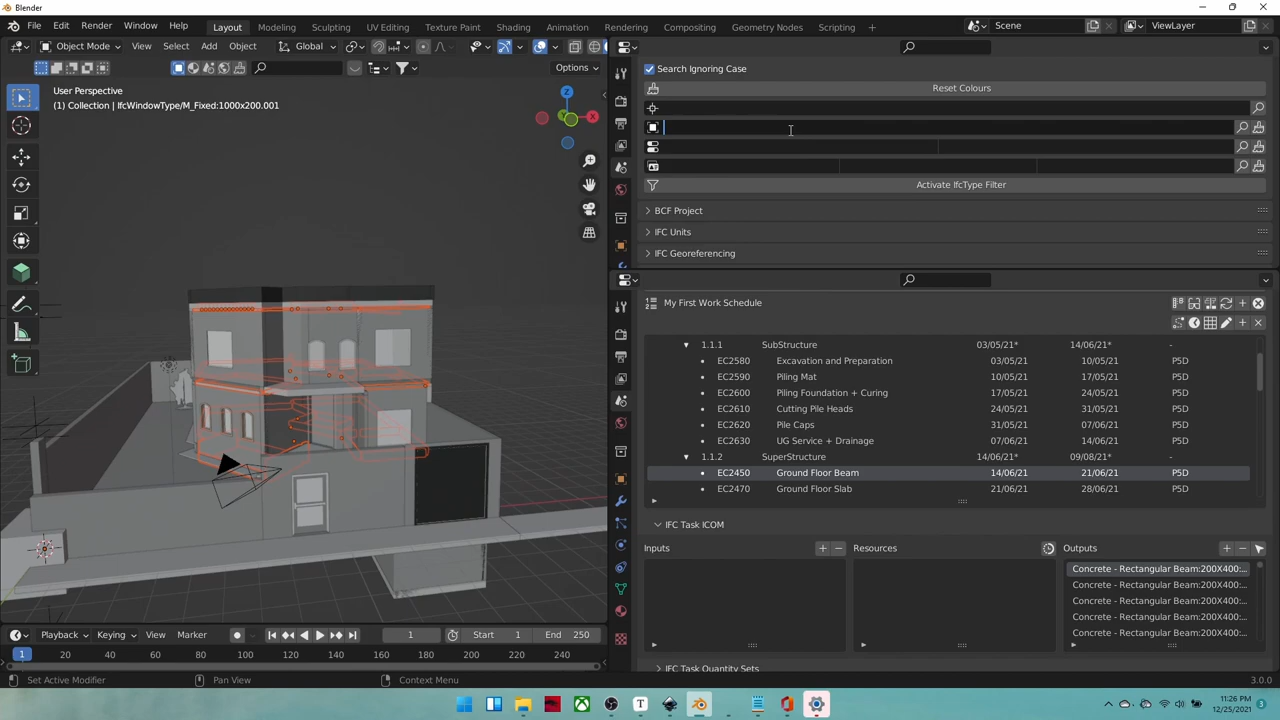 Blender
File Edit Render Window Help Layout Modeling Sculpting UV Editing Texture Paint Shading Animation Rendering Compositing Geometry Nodes Scripting + Scene ViewLayer
Object Mode View Select Add Object Global
Options
User Perspective
(1) Collection | IfcWindowType/M_Fixed:1000x200.001
Z
X
Search Ignoring Case
Reset Colours
Activate IfcType Filter
BCF Project
IFC Units
IFC Georeferencing
My First Work Schedule
1.1.1 SubStructure 03/05/21* 14/06/21* -
EC2580 Excavation and Preparation 03/05/21 10/05/21 P5D
EC2590 Piling Mat 10/05/21 17/05/21 P5D
EC2600 Piling Foundation + Curing 17/05/21 24/05/21 P5D
EC2610 Cutting Pile Heads 24/05/21 31/05/21 P5D
EC2620 Pile Caps 31/05/21 07/06/21 P5D
EC2630 UG Service + Drainage 07/06/21 14/06/21 P5D
1.1.2 SuperStructure 14/06/21* 09/08/21* -
EC2450 Ground Floor Beam 14/06/21 21/06/21 P5D
EC2470 Ground Floor Slab 21/06/21 28/06/21 P5D
IFC Task ICOM
Inputs Resources Outputs
Concrete - Rectangular Beam:200X400:...
Concrete - Rectangular Beam:200X400:...
Concrete - Rectangular Beam:200X400:...
Concrete - Rectangular Beam:200X400:...
Concrete - Rectangular Beam:200X400:...
IFC Task Quantity Sets
Playback Keying View Marker 1 Start 1 End 250
1 20 40 60 80 100 120 140 160 180 200 220 240
Set Active Modifier Pan View Context Menu 3.0.0
11:26 PM
12/25/2021
3